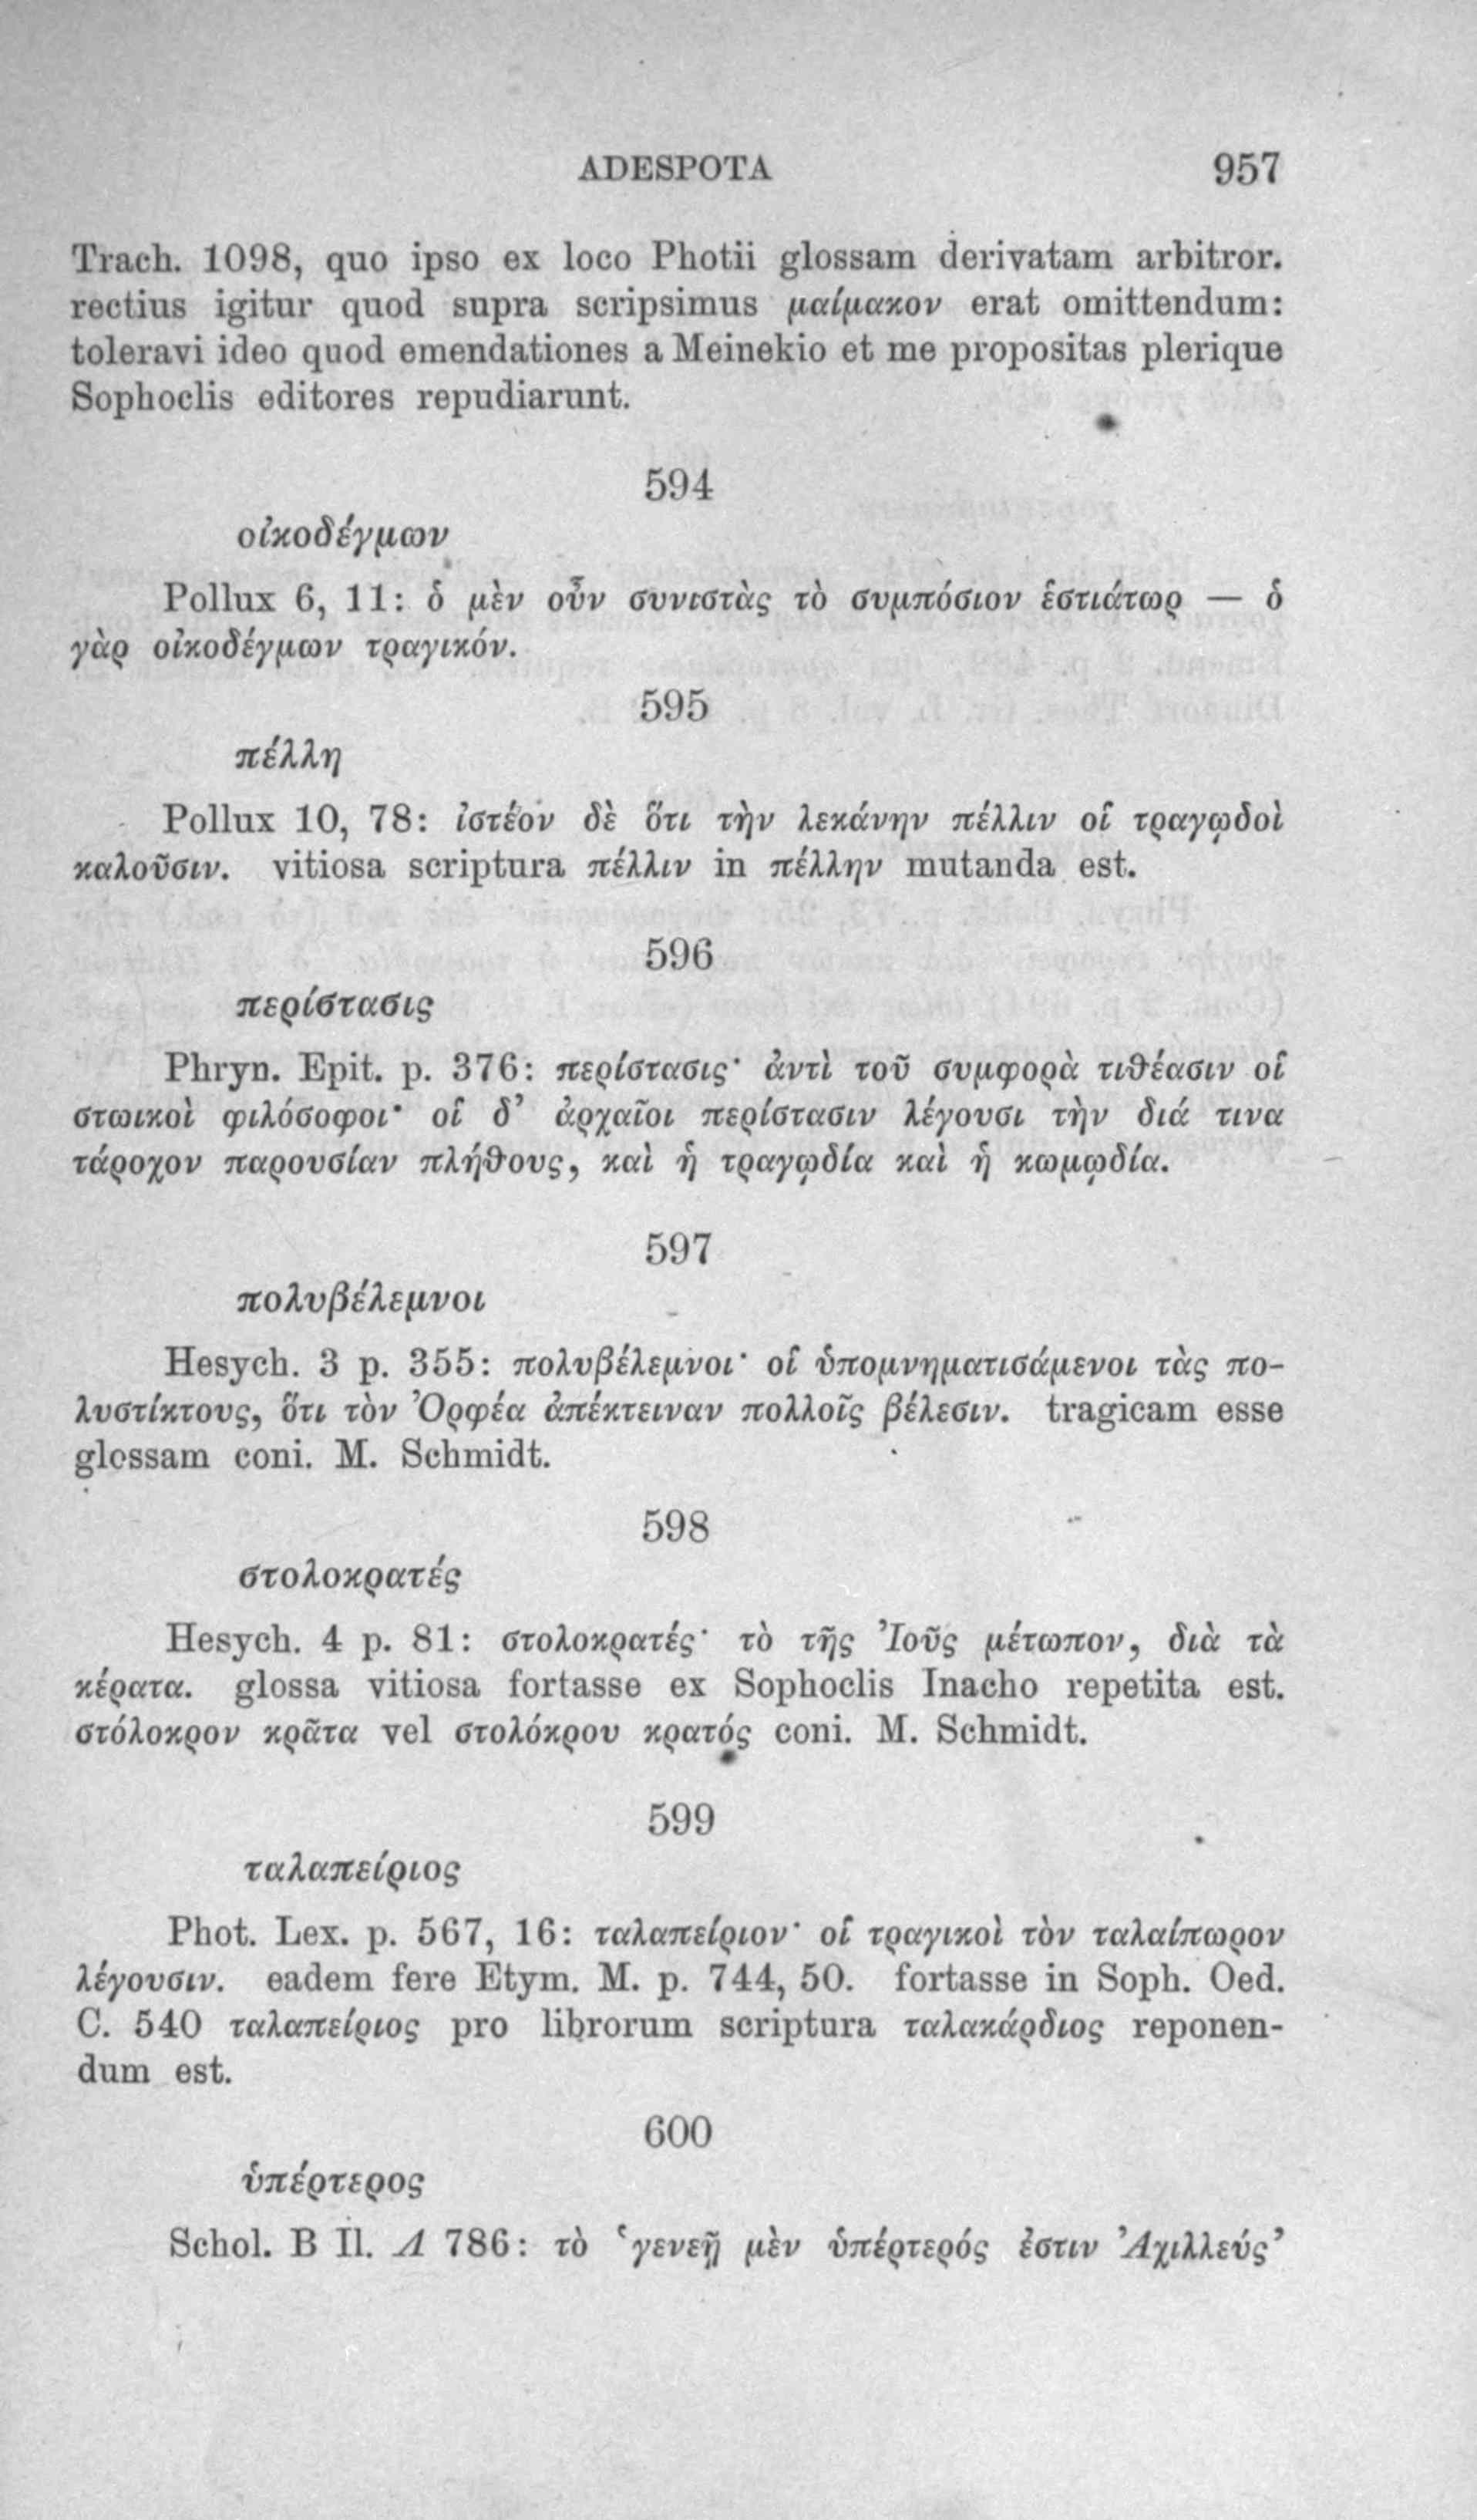 ADESPOTA 957
Trach. 1098, quo ipso ex loco Photii glossam derivatam arbitror.
rectius igitur quod supra scripsimus μαίμακον erat omittendum:
toleravi ideo quod emendationes a Meinekio et me propositas plerique
Sophoclis editores repudiarunt.
594
οἰκοδέγμων
Pollux 6, 11: ὁ μὲν οὖν συνιστὰς τὸ συμπόσιον ἑστιάτωρ — ὁ
γὰρ οἰκοδέγμων τραγικόν.
595
πέλλη
Pollux 10, 78: ἰστέον δὲ ὅτι τὴν λεκάνην πέλλιν οἱ τραγῳδοὶ
καλοῦσιν. vitiosa scriptura πέλλιν in πέλλην mutanda est.
596
περίστασις
Phryn. Epit. p. 376: περίστασις· ἀντὶ τοῦ συμφορὰ τιθέασιν οἱ
στωικοὶ φιλόσοφοι· οἱ δ’ ἀρχαῖοι περίστασιν λέγουσι τὴν διά τινα
τάροχον παρουσίαν πλήθους, καὶ ἡ τραγῳδία καὶ ἡ κωμῳδία.
597
πολυβέλεμνοι
Hesych. 3 p. 355: πολυβέλεμνοι· οἱ ὑπομνηματισάμενοι τὰς πο-
λυστίκτους, ὅτι τὸν Ὀρφέα ἀπέκτειναν πολλοῖς βέλεσιν. tragicam esse
glossam coni. M. Schmidt.
598
στολοκρατές
Hesych. 4 p. 81: στολοκρατές· τὸ τῆς Ἰοῦς μέτωπον, διὰ τὰ
κέρατα. glossa vitiosa fortasse ex Sophoclis Inacho repetita est.
στόλοκρον κρᾶτα vel στολόκρου κρατός coni. M. Schmidt.
599
ταλαπείριος
Phot. Lex. p. 567, 16: ταλαπείριον· οἱ τραγικοὶ τὸν ταλαίπωρον
λέγουσιν. eadem fere Etym. M. p. 744, 50. fortasse in Soph. Oed.
C. 540 ταλαπείριος pro librorum scriptura ταλακάρδιος reponen-
dum est.
600
ὑπέρτερος
Schol. B Il. Λ 786: τὸ ‘γενεῇ μὲν ὑπέρτερός ἐστιν Ἀχιλλεύς’